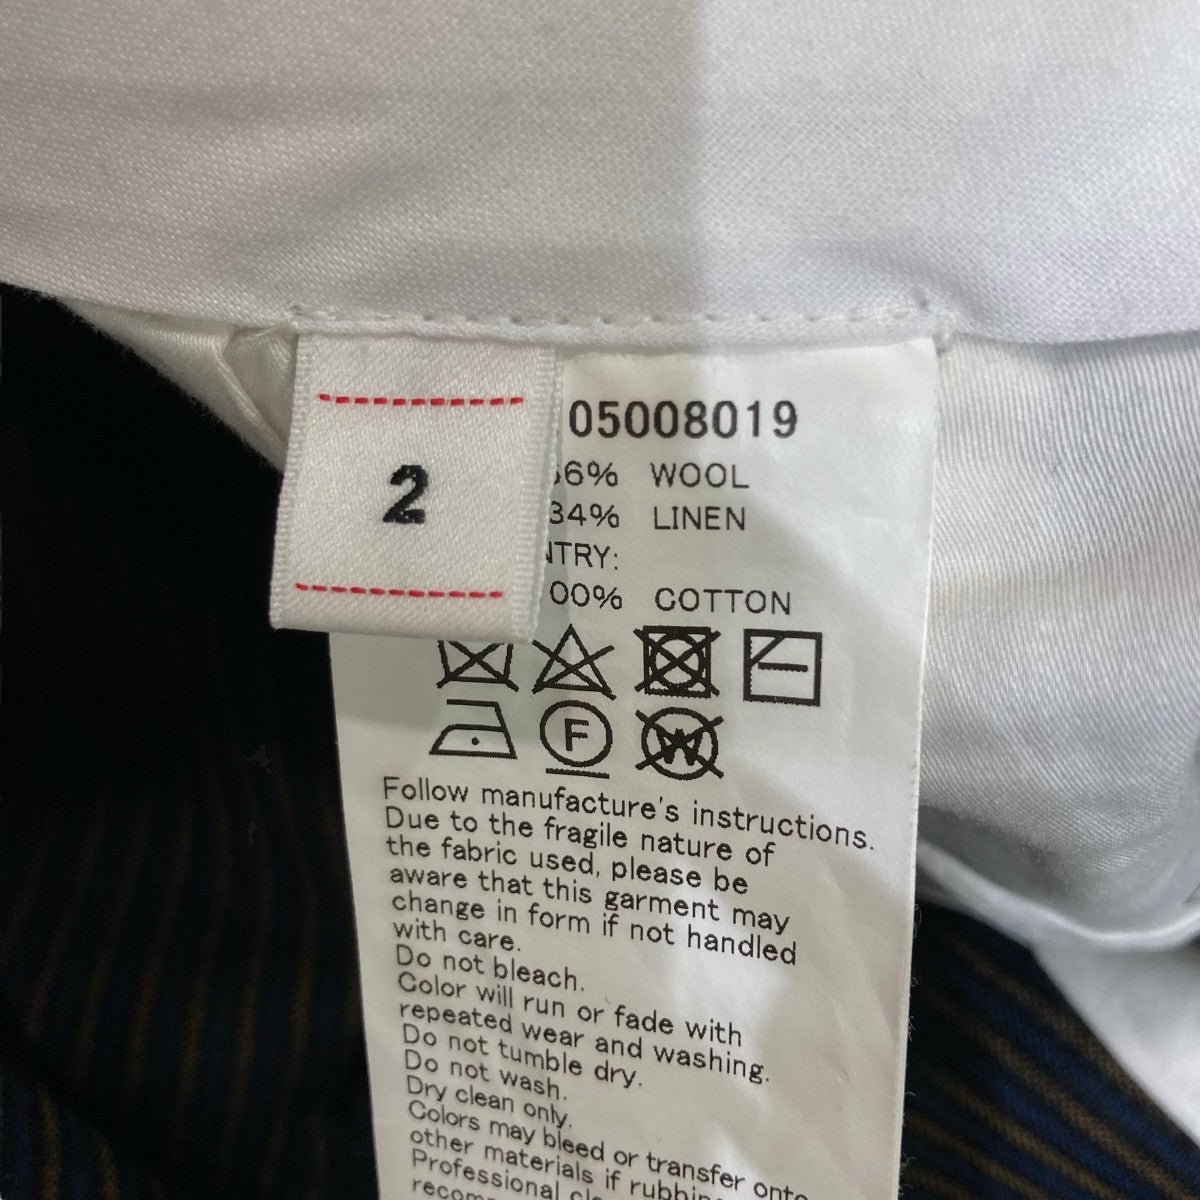 2
05008019
66% WOOL
34% LINEN
NTRY:
00% COTTON
F
W
Follow manufacture's instructions.
Due to the fragile nature of
the fabric used, please be
aware that this garment may
change in form if not handled
with care.
Do not bleach.
Color will run or fade with
repeated wear and washing.
Do not tumble dry.
Do not wash.
Dry clean only.
Colors may bleed or transfer onto
other materials if rubbing
Professional